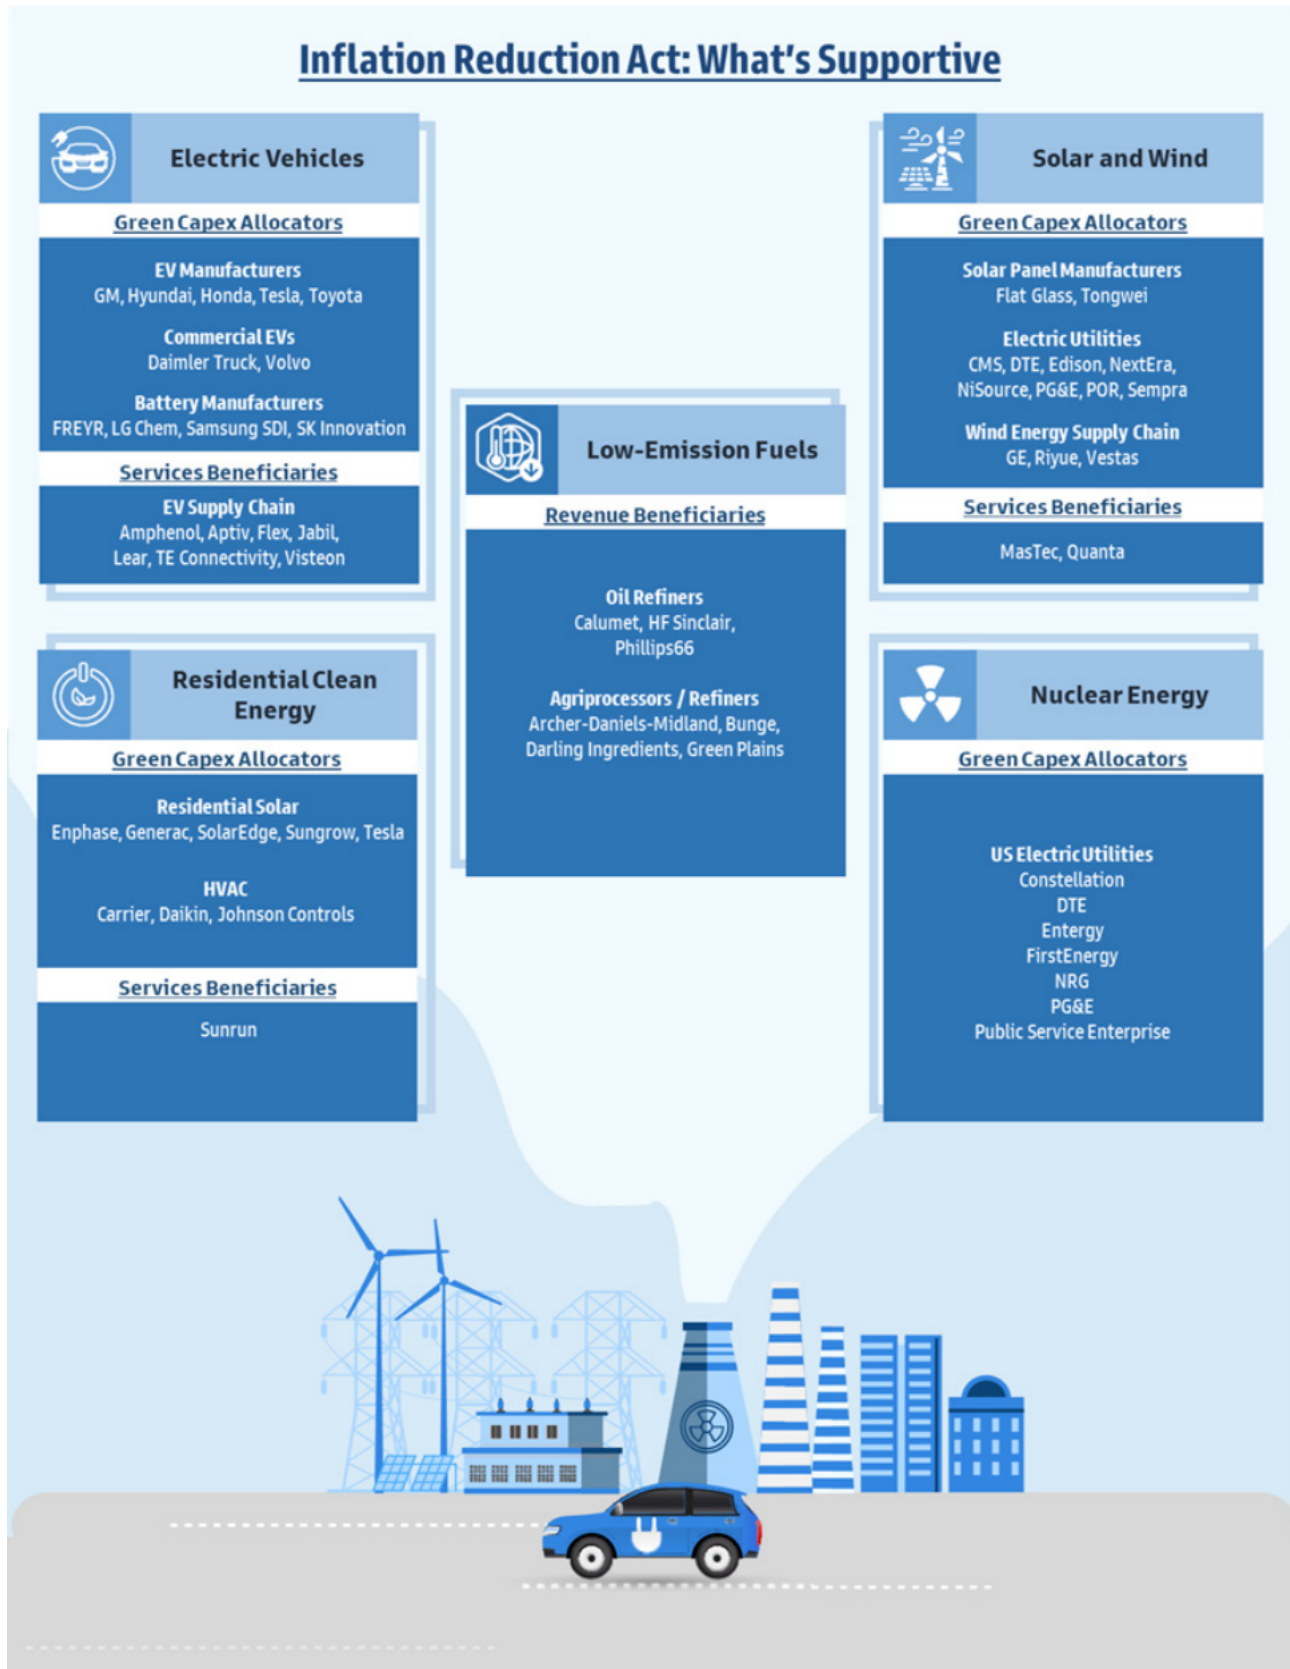 Inflation Reduction Act: What's Supportive
Electric Vehicles
Green Capex Allocators
EV Manufacturers
GM, Hyundai, Honda, Tesla, Toyota
Commercial EVs
Daimler Truck, Volvo
Battery Manufacturers
FREYR, LG Chem, Samsung SDI, SK Innovation
Services Beneficiaries
EV Supply Chain
Amphenol, Aptiv, Flex, Jabil,
Lear, TE Connectivity, Visteon
Residential Clean
Energy
Green Capex Allocators
Residential Solar
Enphase, Generac, SolarEdge, Sungrow, Tesla
HVAC
Carrier, Daikin, Johnson Controls
Services Beneficiaries
Sunrun
Low-Emission Fuels
Revenue Beneficiaries
Oil Refiners
Calumet, HF Sinclair,
Phillips66
Agriprocessors / Refiners
Archer-Daniels-Midland, Bunge,
Darling Ingredients, Green Plains
Solar and Wind
Green Capex Allocators
Solar Panel Manufacturers
Flat Glass, Tongwei
Electric Utilities
CMS, DTE, Edison, NextEra,
NiSource, PG&E, POR, Sempra
Wind Energy Supply Chain
GE, Riyue, Vestas
Services Beneficiaries
MasTec, Quanta
Nuclear Energy
Green Capex Allocators
US Electric Utilities
Constellation
DTE
Entergy
FirstEnergy
NRG
PG&E
Public Service Enterprise